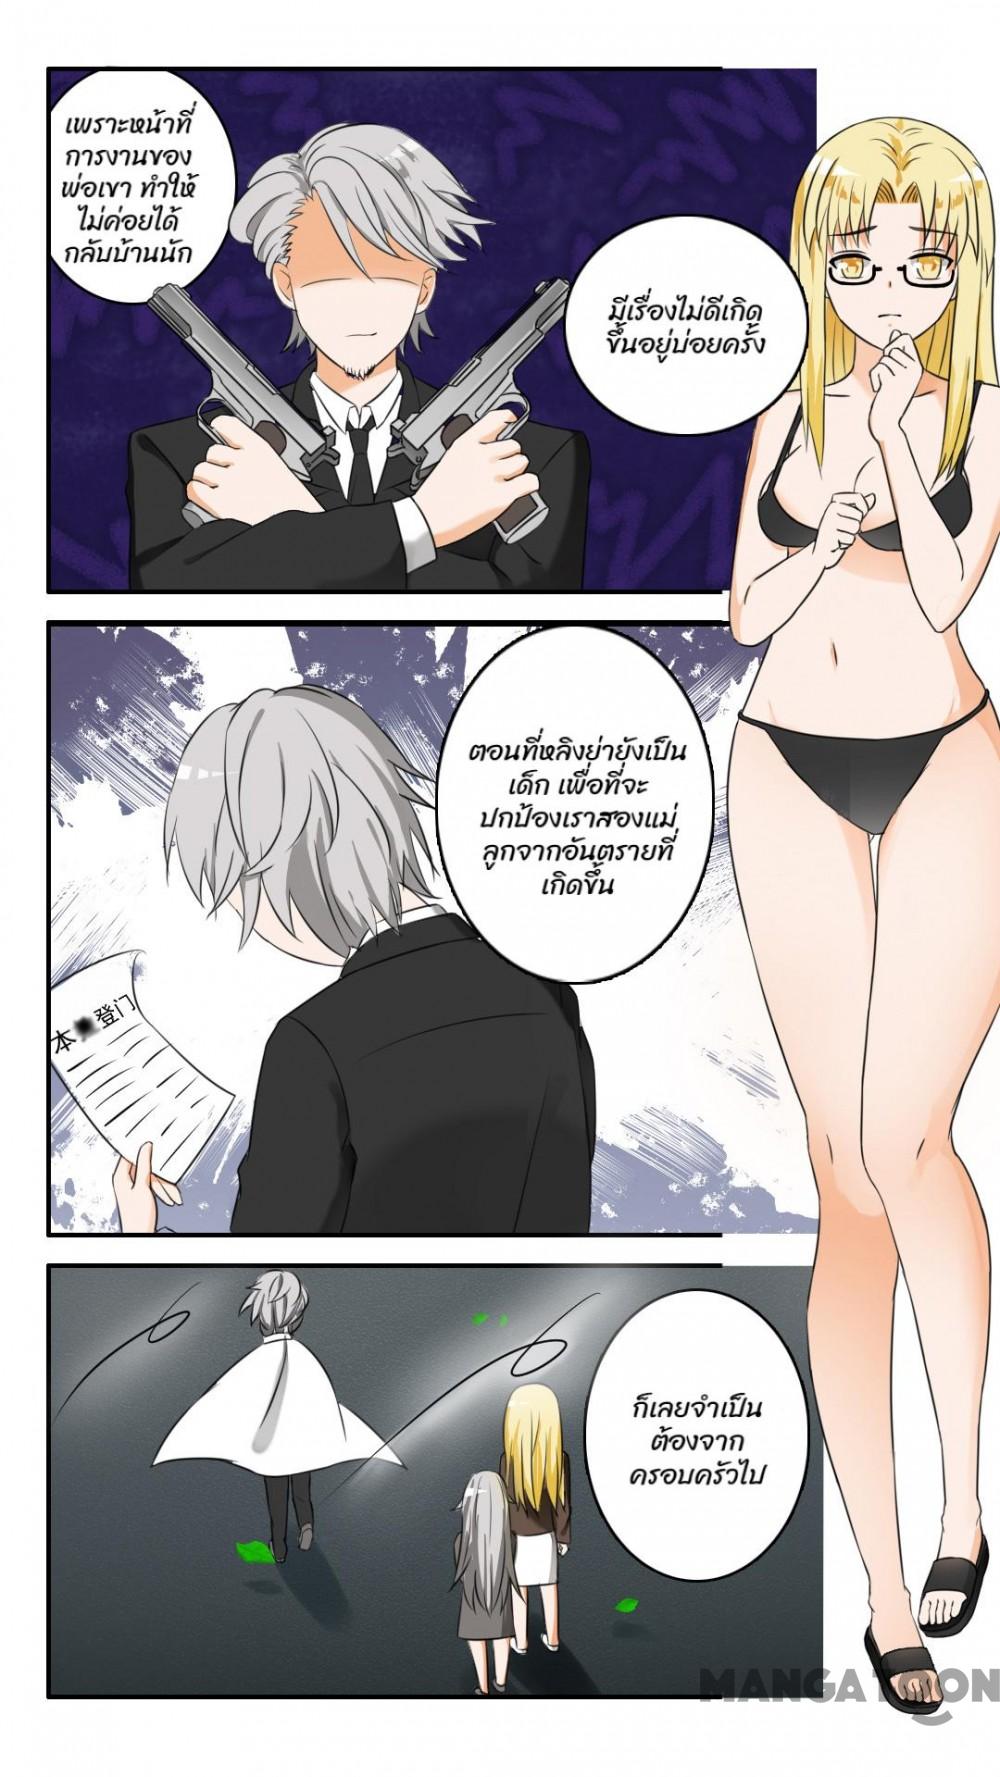 เพราะหน้าที่
การงานของ
พ่อเขา ทำให้
ไม่ค่อยได้
กลับบ้านนัก
มีเรื่องไม่ดีเกิด
ขึ้นอยู่บ่อยครั้ง
ตอนที่หลิงย่ายังเป็น
เด็ก เพื่อที่จะ
ปกป้องเราสองแม่
ลูกจากอันตรายที่
เกิดขึ้น
本 登门
ก็เลยจำเป็น
ต้องจาก
ครอบครัวไป
MANGATOON